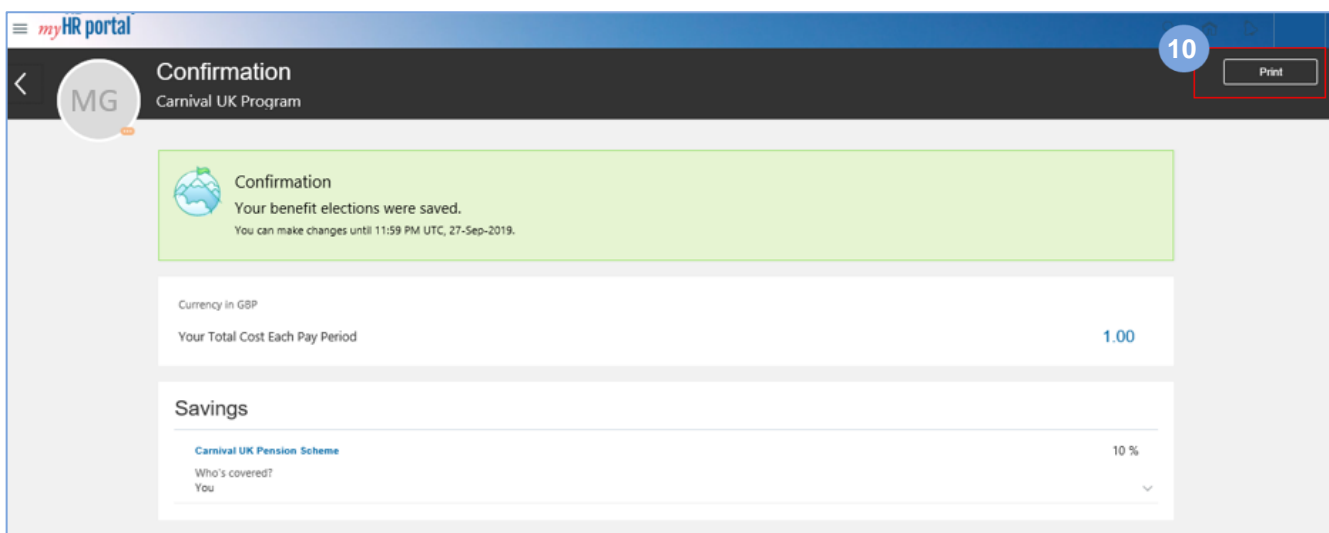 myHR portal
10
Confirmation
Print
MG
Carnival UK Program
Confirmation
Your benefit elections were saved.
You can make changes until 11:59 PM UTC, 27-Sep-2019.
Currency in GBP
Your Total Cost Each Pay Period 1.00
Savings
Carnival UK Pension Scheme 10 %
Who's covered?
You